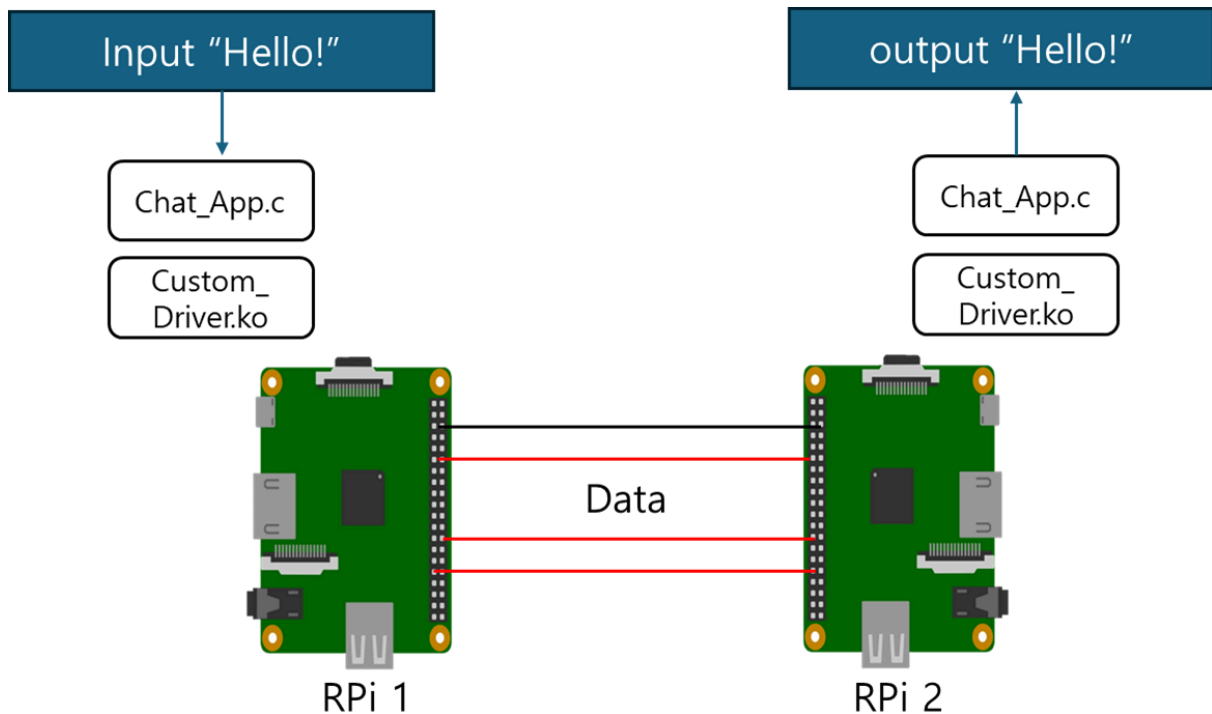 Input “Hello!”
output “Hello!”
Chat_App.c
Chat_App.c
Custom_
Driver.ko
Custom_
Driver.ko
Data
RPi 1
RPi 2